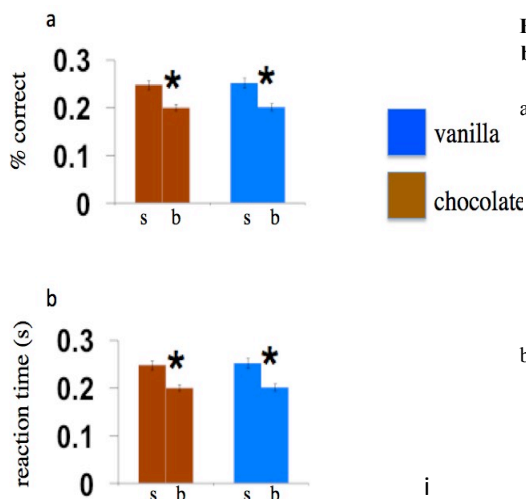 a
% correct
0.3
0.2
0.1
0
* *
s b s b
vanilla
chocolate
a
b
reaction time (s)
0.3
0.2
0.1
0
* *
s b s b
b
i